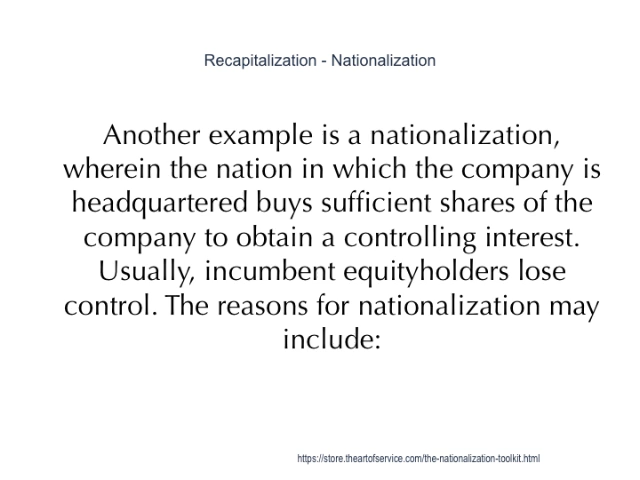 Recapitalization - Nationalization
Another example is a nationalization,
wherein the nation in which the company is
headquartered buys sufficient shares of the
company to obtain a controlling interest.
Usually, incumbent equityholders lose
control. The reasons for nationalization may
include:
https://store.theartofservice.com/the-nationalization-toolkit.html